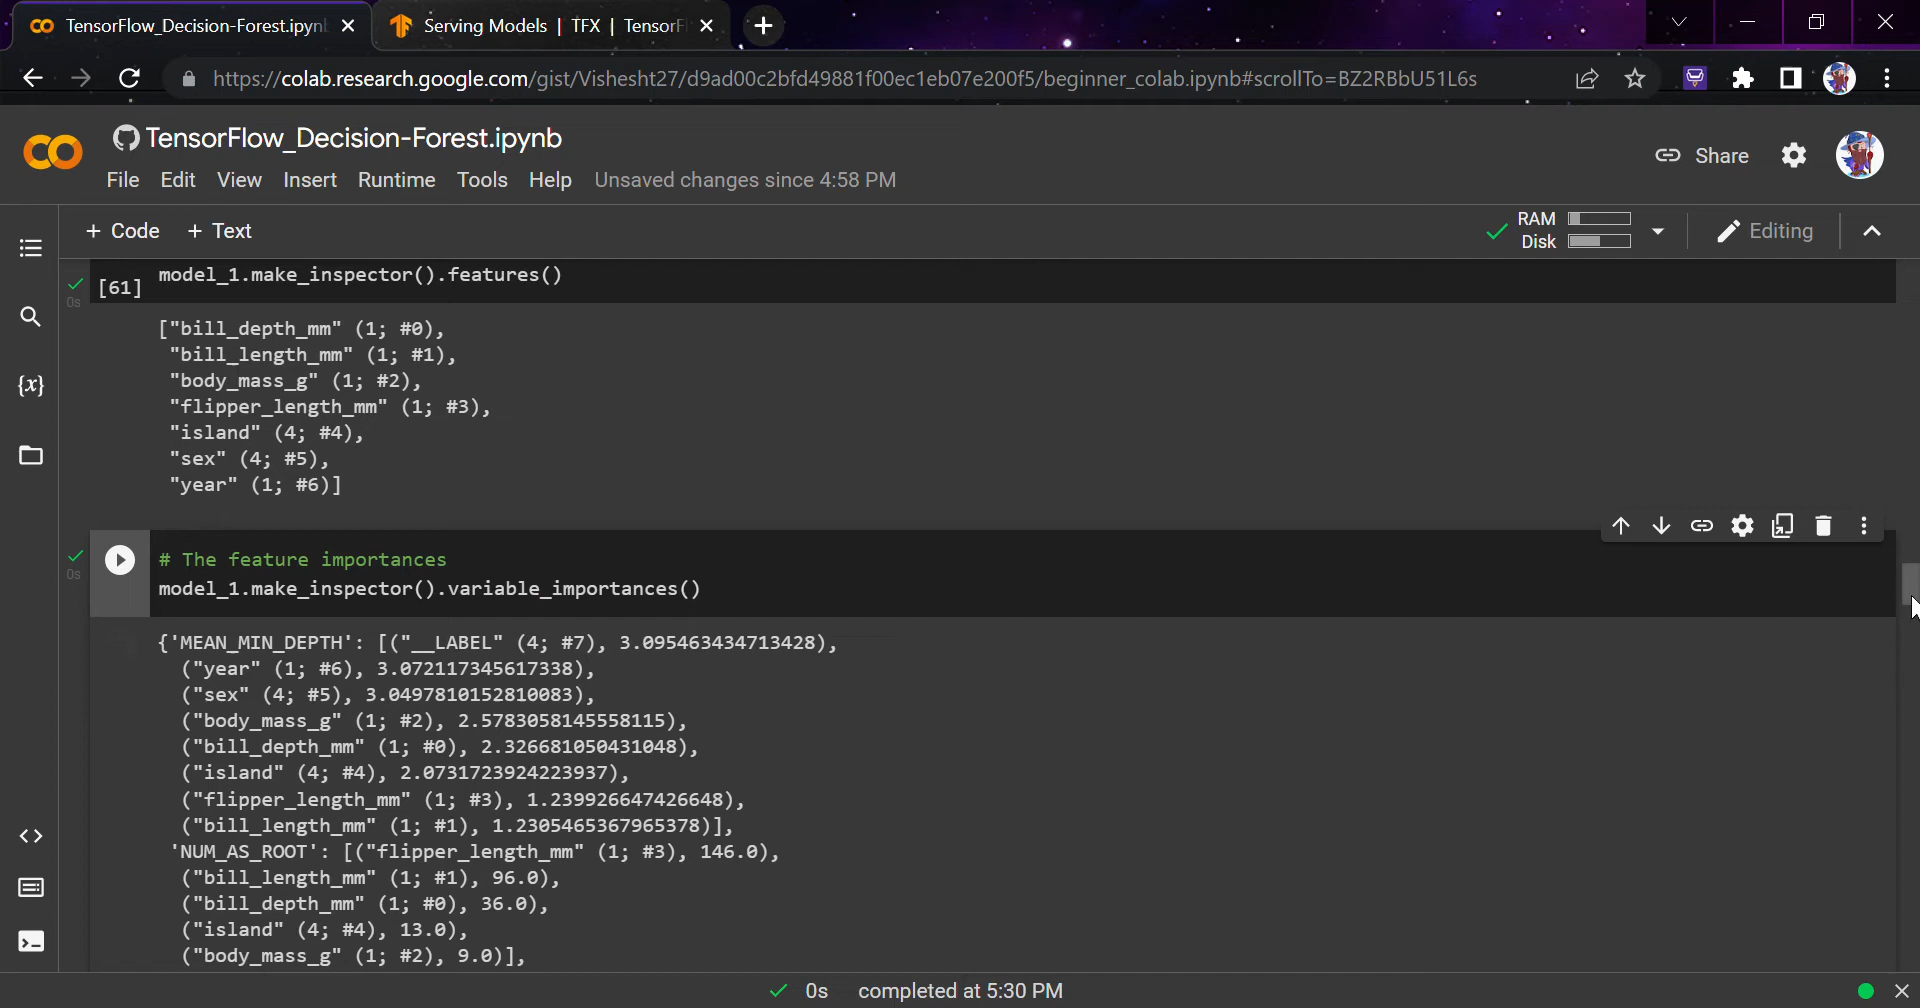 TensorFlow_Decision-Forest.ipynl
Serving Models | TFX | TensorF
https://colab.research.google.com/gist/Vishesht27/d9ad00c2bfd49881f00ec1eb07e200f5/beginner_colab.ipynb#scrollTo=BZ2RBbU51L6s
TensorFlow_Decision-Forest.ipynb
File Edit View Insert Runtime Tools Help Unsaved changes since 4:58 PM
Share
+ Code + Text
RAM
Disk
Editing
[61]
0s
model_1.make_inspector().features()
["bill_depth_mm" (1; #0),
"bill_length_mm" (1; #1),
"body_mass_g" (1; #2),
"flipper_length_mm" (1; #3),
"island" (4; #4),
"sex" (4; #5),
"year" (1; #6)]
0s
# The feature importances
model_1.make_inspector().variable_importances()
{'MEAN_MIN_DEPTH': [("__LABEL" (4; #7), 3.095463434713428),
("year" (1; #6), 3.072117345617338),
("sex" (4; #5), 3.0497810152810083),
("body_mass_g" (1; #2), 2.5783058145558115),
("bill_depth_mm" (1; #0), 2.326681050431048),
("island" (4; #4), 2.0731723924223937),
("flipper_length_mm" (1; #3), 1.239926647426648),
("bill_length_mm" (1; #1), 1.2305465367965378)],
'NUM_AS_ROOT': [("flipper_length_mm" (1; #3), 146.0),
("bill_length_mm" (1; #1), 96.0),
("bill_depth_mm" (1; #0), 36.0),
("island" (4; #4), 13.0),
("body_mass_g" (1; #2), 9.0)],
0s completed at 5:30 PM